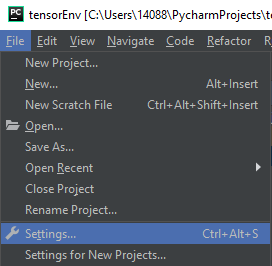 PC tensorEnv [C:\Users\14088\PycharmProjects\te
File Edit View Navigate Code Refactor R
New Project...
New... Alt+Insert
New Scratch File Ctrl+Alt+Shift+Insert
Open...
Save As...
Open Recent
Close Project
Rename Project...
Settings... Ctrl+Alt+S
Settings for New Projects...